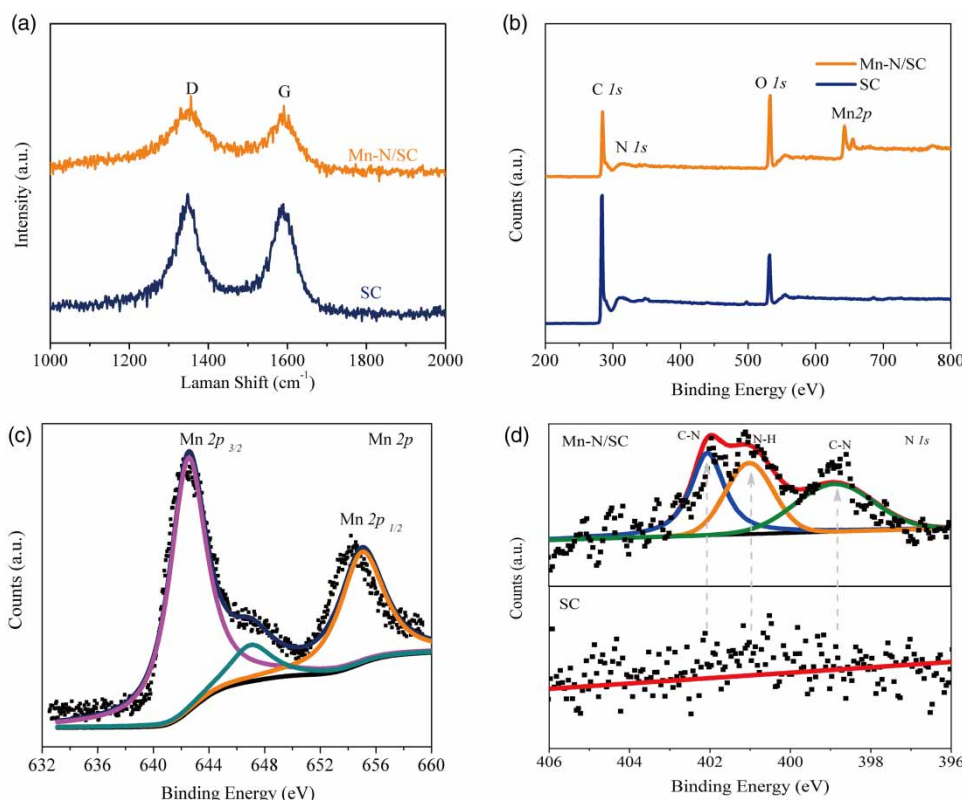 (a)
D
G
Mn-N/SC
SC
Intensity (a.u.)
1000
1200
1400
1600
1800
2000
Laman Shift (cm⁻¹)
(b)
Mn-N/SC
SC
C 1s
N 1s
O 1s
Mn2p
Counts (a.u.)
200
300
400
500
600
700
800
Binding Energy (eV)
(c)
Mn 2p 3/2
Mn 2p
Mn 2p 1/2
Counts (a.u.)
632
636
640
644
648
652
656
660
Binding Energy (eV)
(d)
Mn-N/SC
C-N
N-H
C-N
N 1s
SC
Counts (a.u.)
406
404
402
400
398
396
Binding Energy (eV)